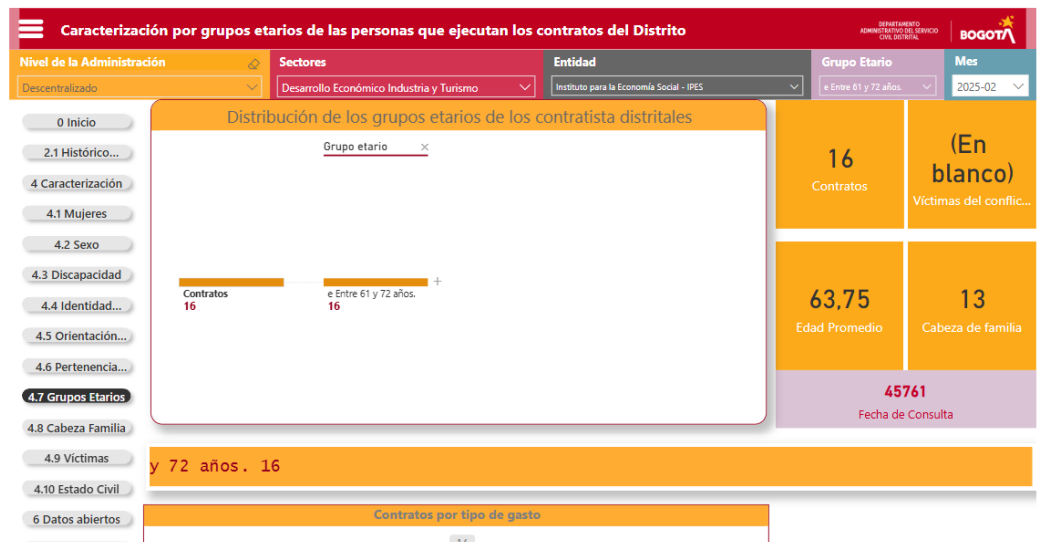 Caracterización por grupos etarios de las personas que ejecutan los contratos del Distrito
DEPARTAMENTO
ADMINISTRATIVO DEL SERVICIO
CIVIL DISTRITAL
BOGOTÁ
Nivel de la Administración
Descentralizado
Sectores
Desarrollo Económico Industria y Turismo
Entidad
Instituto para la Economía Social - IPES
Grupo Etario
e Entre 61 y 72 años.
Mes
2025-02
0 Inicio
2.1 Histórico...
4 Caracterización
4.1 Mujeres
4.2 Sexo
4.3 Discapacidad
4.4 Identidad...
4.5 Orientación...
4.6 Pertenencia...
4.7 Grupos Etarios
4.8 Cabeza Familia
4.9 Víctimas
4.10 Estado Civil
6 Datos abiertos
Distribución de los grupos etarios de los contratista distritales
Grupo etario
Contratos
16
e Entre 61 y 72 años.
16
16
Contratos
(En
blanco)
Víctimas del conflic...
63,75
Edad Promedio
13
Cabeza de familia
45761
Fecha de Consulta
y 72 años. 16
Contratos por tipo de gasto